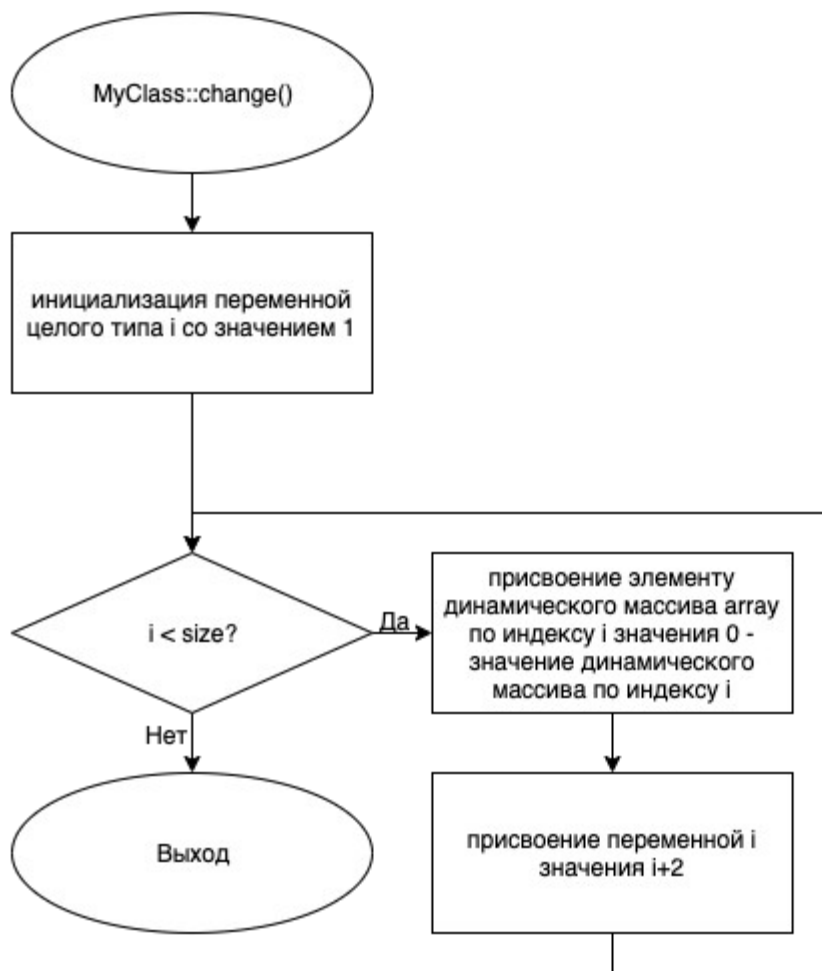 MyClass::change()
инициализация переменной
целого типа i со значением 1
i < size?
Да
присвоение элементу
динамического массива array
по индексу i значения 0 -
значение динамического
массива по индексу i
Нет
Выход
присвоение переменной i
значения i+2